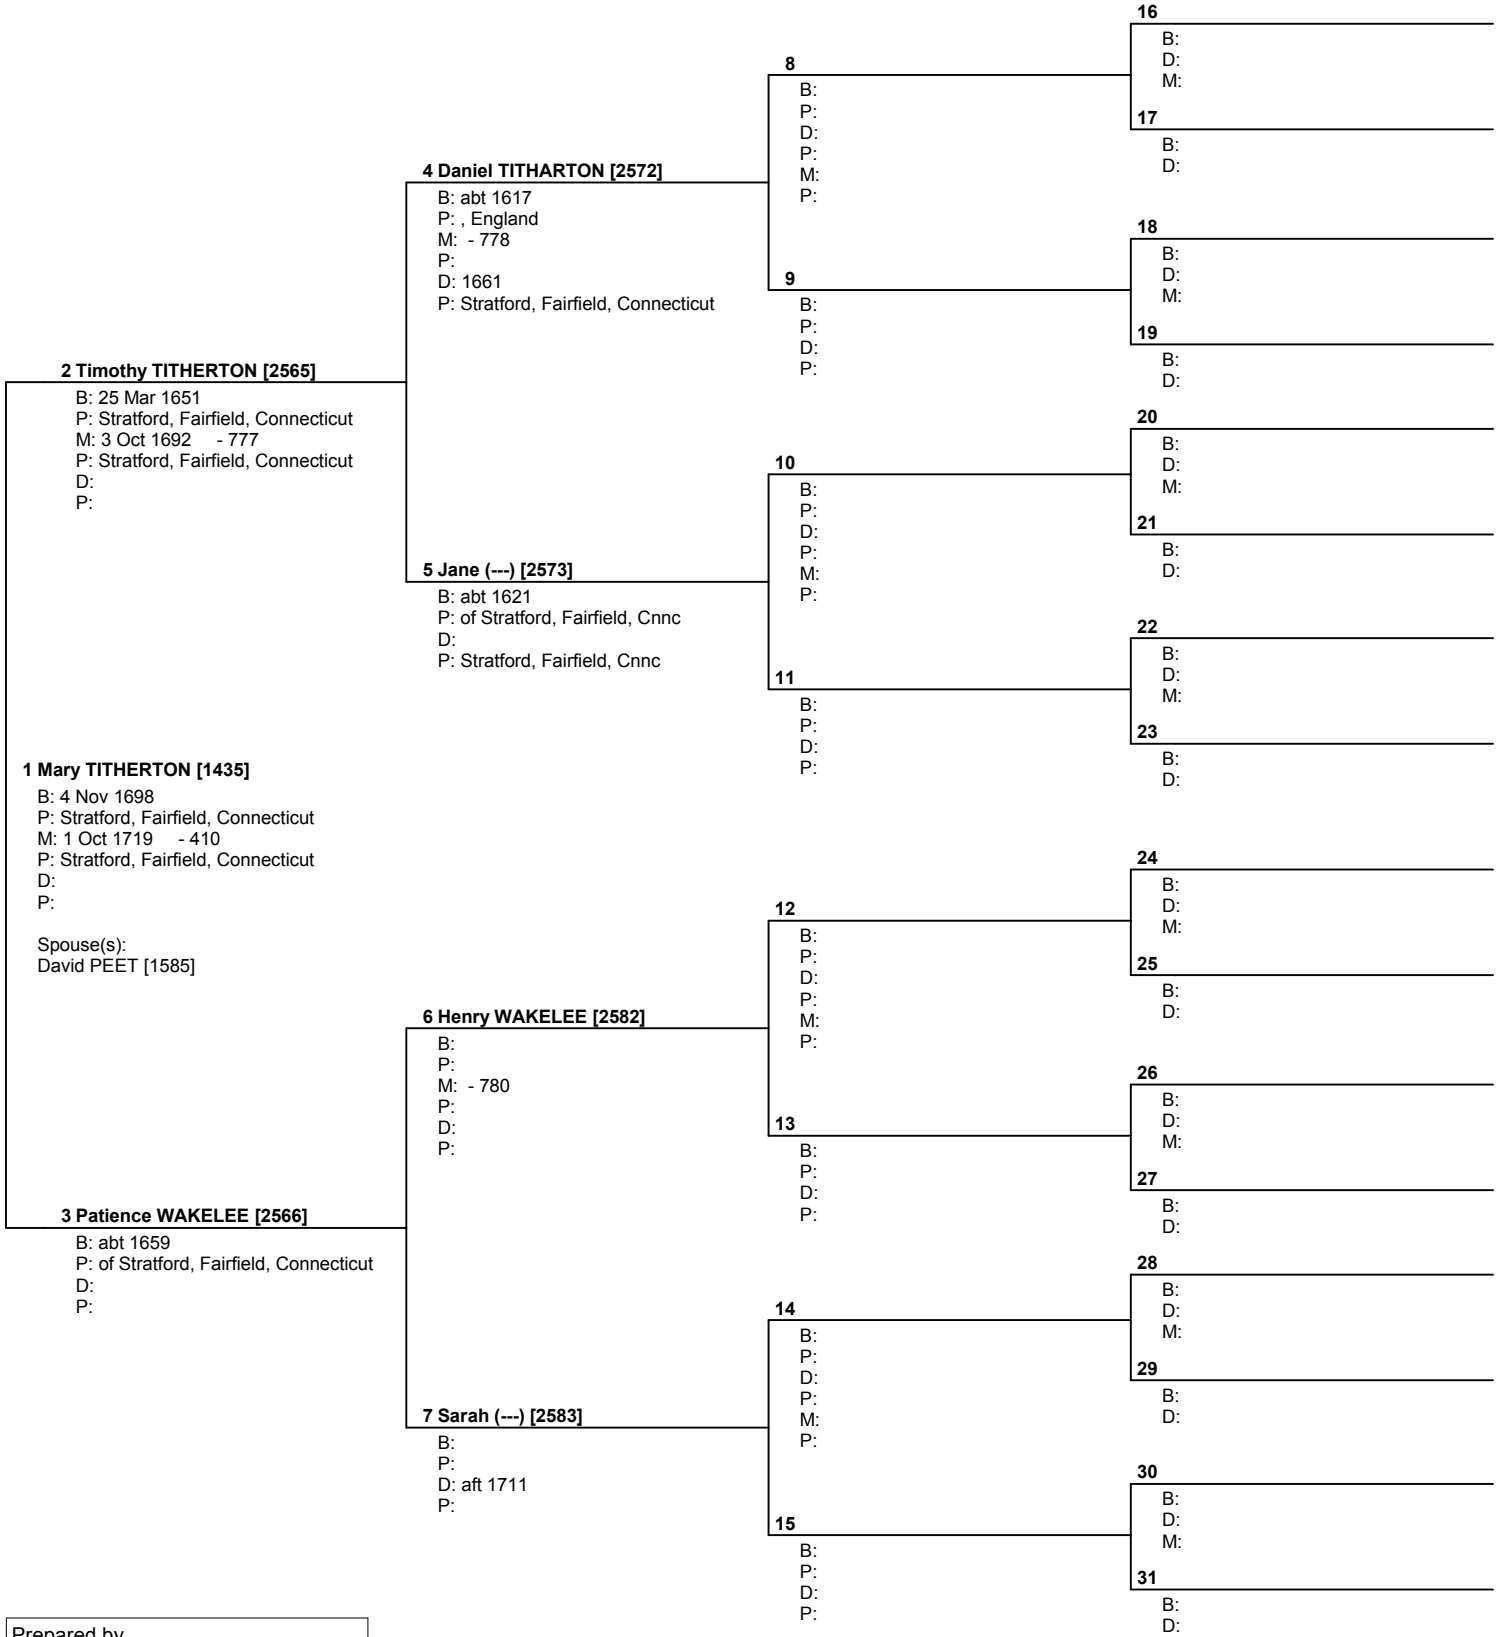 1 Mary TITHERTON [1435]
B: 4 Nov 1698
P: Stratford, Fairfield, Connecticut
M: 1 Oct 1719 - 410
P: Stratford, Fairfield, Connecticut
D:
P:
Spouse(s):
David PEET [1585]
2 Timothy TITHERTON [2565]
B: 25 Mar 1651
P: Stratford, Fairfield, Connecticut
M: 3 Oct 1692 - 777
P: Stratford, Fairfield, Connecticut
D:
P:
3 Patience WAKELEE [2566]
B: abt 1659
P: of Stratford, Fairfield, Connecticut
D:
P:
4 Daniel TITHARTON [2572]
B: abt 1617
P: , England
M: - 778
P:
D: 1661
P: Stratford, Fairfield, Connecticut
5 Jane (---) [2573]
B: abt 1621
P: of Stratford, Fairfield, Cnnc
D:
P: Stratford, Fairfield, Cnnc
6 Henry WAKELEE [2582]
B:
P:
M: - 780
P:
D:
P:
7 Sarah (---) [2583]
B:
P:
D: aft 1711
P:
8
B:
P:
D:
P:
M:
P:
9
B:
P:
D:
P:
10
B:
P:
D:
P:
M:
P:
11
B:
P:
D:
P:
12
B:
P:
D:
P:
M:
P:
13
B:
P:
D:
P:
14
B:
P:
D:
P:
M:
P:
15
B:
P:
D:
P:
16
B:
D:
M:
17
B:
D:
18
B:
D:
M:
19
B:
D:
20
B:
D:
M:
21
B:
D:
22
B:
D:
M:
23
B:
D:
24
B:
D:
M:
25
B:
D:
26
B:
D:
M:
27
B:
D:
28
B:
D:
M:
29
B:
D:
30
B:
D:
M:
31
B:
D:
Prepared by